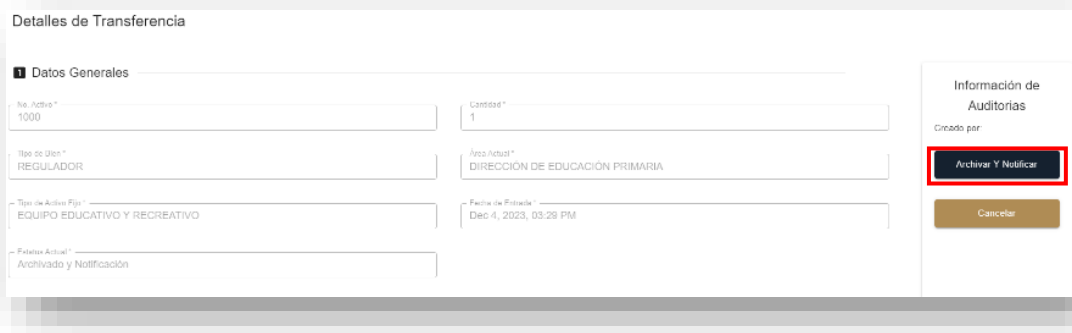 Detalles de Transferencia
1 Datos Generales
No. Activo *
1000
Cantidad *
1
Tipo de Bien *
REGULADOR
Área Actual *
DIRECCIÓN DE EDUCACIÓN PRIMARIA
Tipo de Activo Fijo *
EQUIPO EDUCATIVO Y RECREATIVO
Fecha de Entrada *
Dec 4, 2023, 03:29 PM
Estatus Actual *
Archivado y Notificación
Información de
Auditorias
Creado por:
Archivar Y Notificar
Cancelar